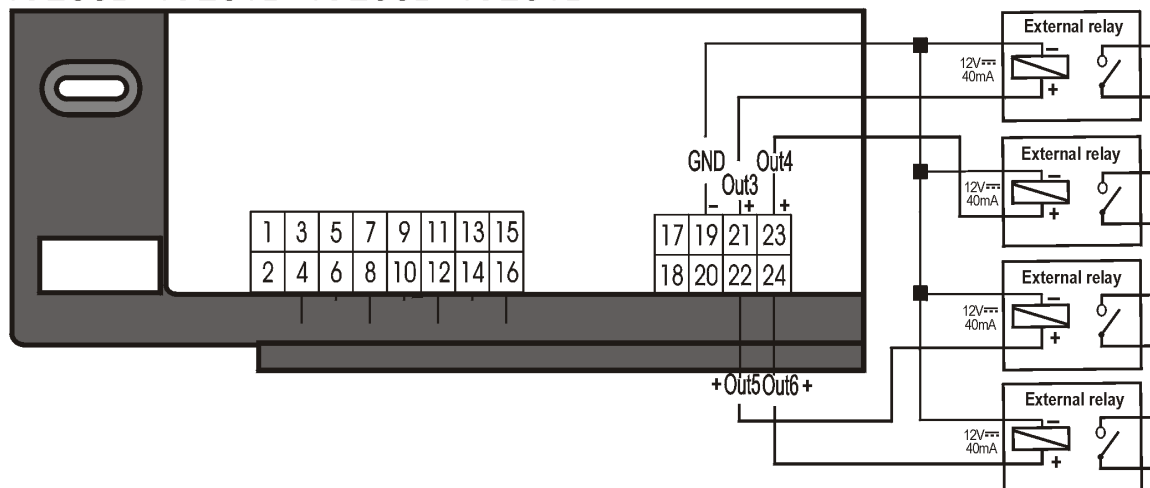 External relay
12V
40mA
−
+
External relay
12V
40mA
−
+
GND
Out3
Out4
−
+
+
1 3 5 7 9 11 13 15
2 4 6 8 10 12 14 16
17 19 21 23
18 20 22 24
External relay
12V
40mA
−
+
+Out5 Out6+
External relay
12V
40mA
−
+